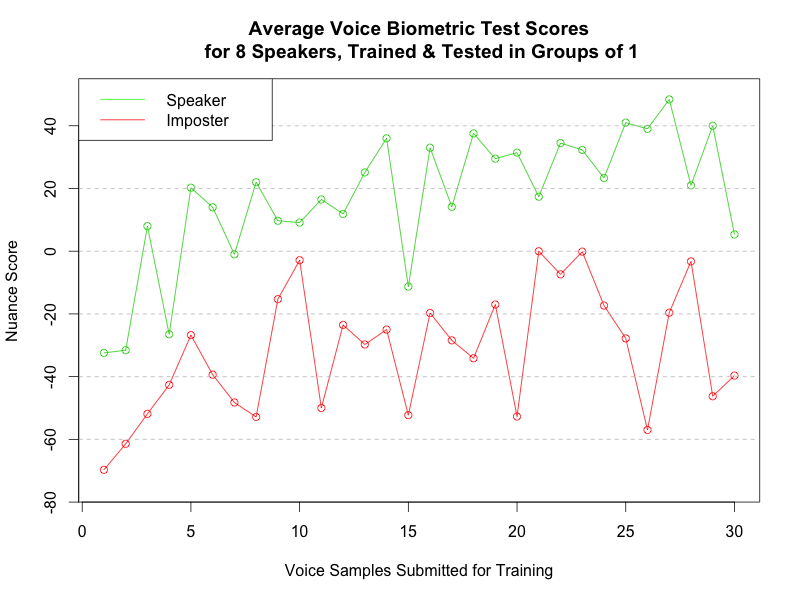 Average Voice Biometric Test Scores
for 8 Speakers, Trained & Tested in Groups of 1
Speaker
Imposter
Nuance Score
40
20
0
-20
-40
-60
-80
0 5 10 15 20 25 30
Voice Samples Submitted for Training